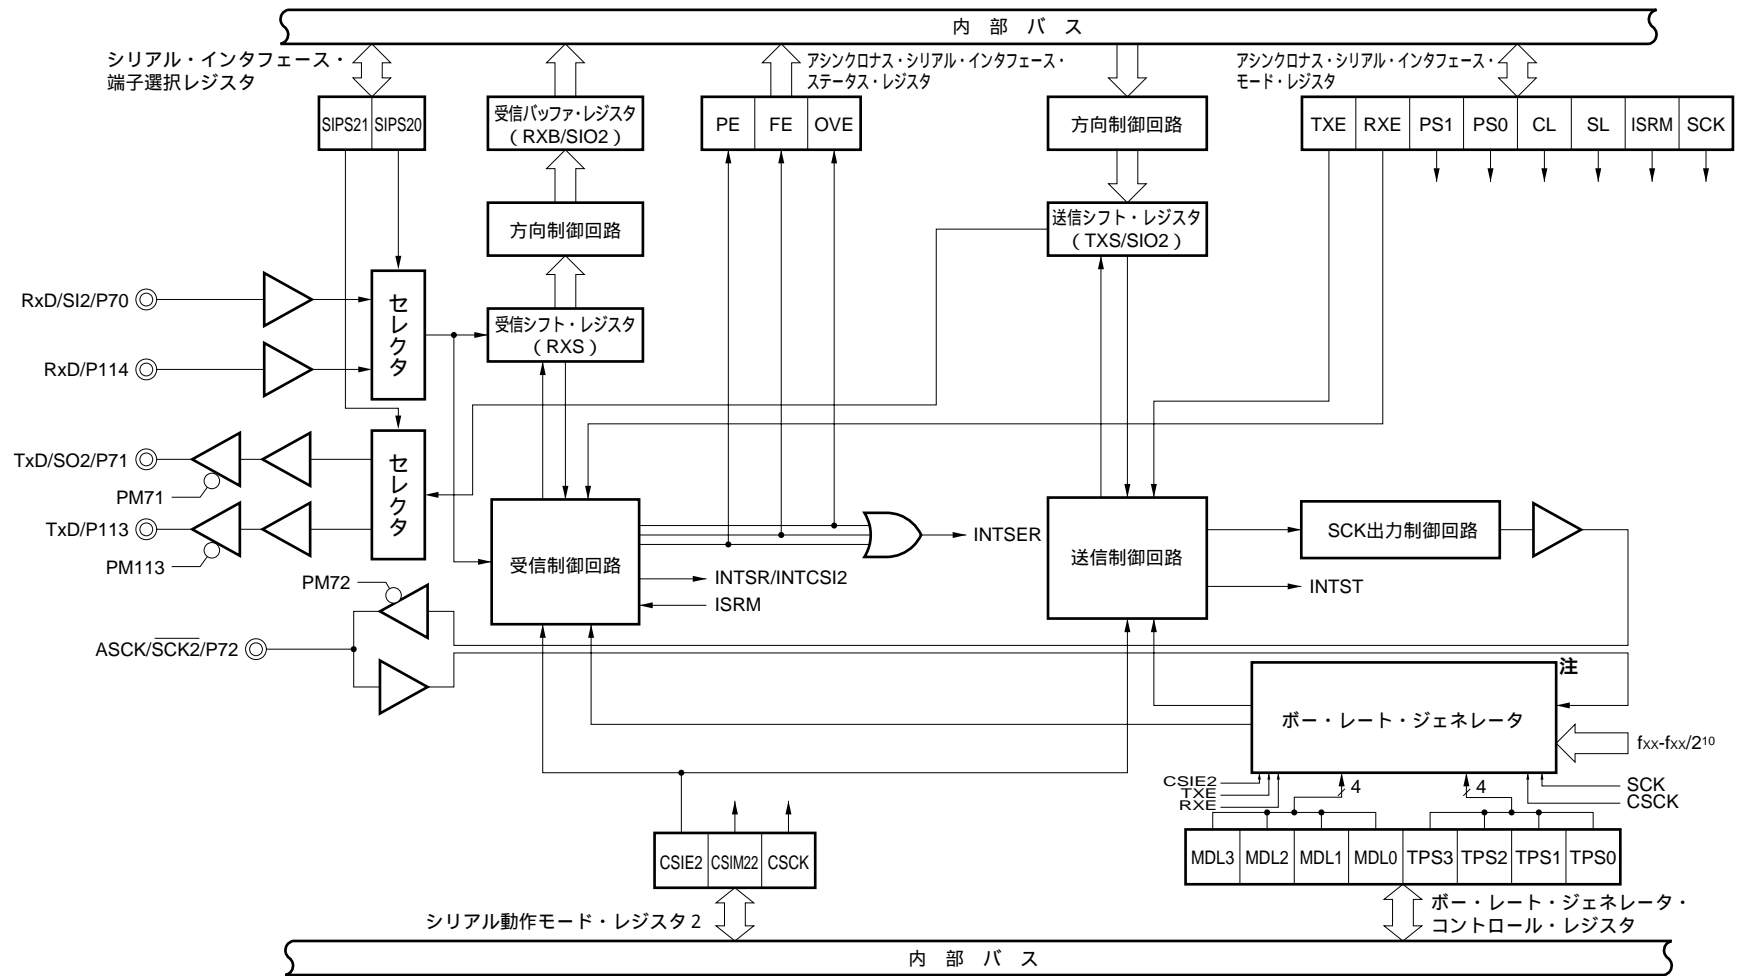 内 部 バ ス
シリアル・インタフェース・
端子選択レジスタ
アシンクロナス・シリアル・インタフェース・
ステータス・レジスタ
アシンクロナス・シリアル・インタフェース・
モード・レジスタ
SIPS21 SIPS20
受信バッファ・レジスタ
（RXB/SIO2）
PE FE OVE
方向制御回路
TXE RXE PS1 PS0 CL SL ISRM SCK
方向制御回路
送信シフト・レジスタ
（TXS/SIO2）
RxD/SI2/P70
セレクタ
受信シフト・レジスタ
（RXS）
RxD/P114
TxD/SO2/P71
セレクタ
PM71
TxD/P113
PM113
受信制御回路
INTSER
INTSR/INTCSI2
ISRM
送信制御回路
SCK出力制御回路
INTST
PM72
ASCK/SCK2/P72
注
ボー・レート・ジェネレータ
fxx-fxx/2¹⁰
CSIE2
TXE
RXE
4
4
SCK
CSCK
CSIE2 CSIM22 CSCK
MDL3 MDL2 MDL1 MDL0 TPS3 TPS2 TPS1 TPS0
シリアル動作モード・レジスタ2
ボー・レート・ジェネレータ・
コントロール・レジスタ
内 部 バ ス